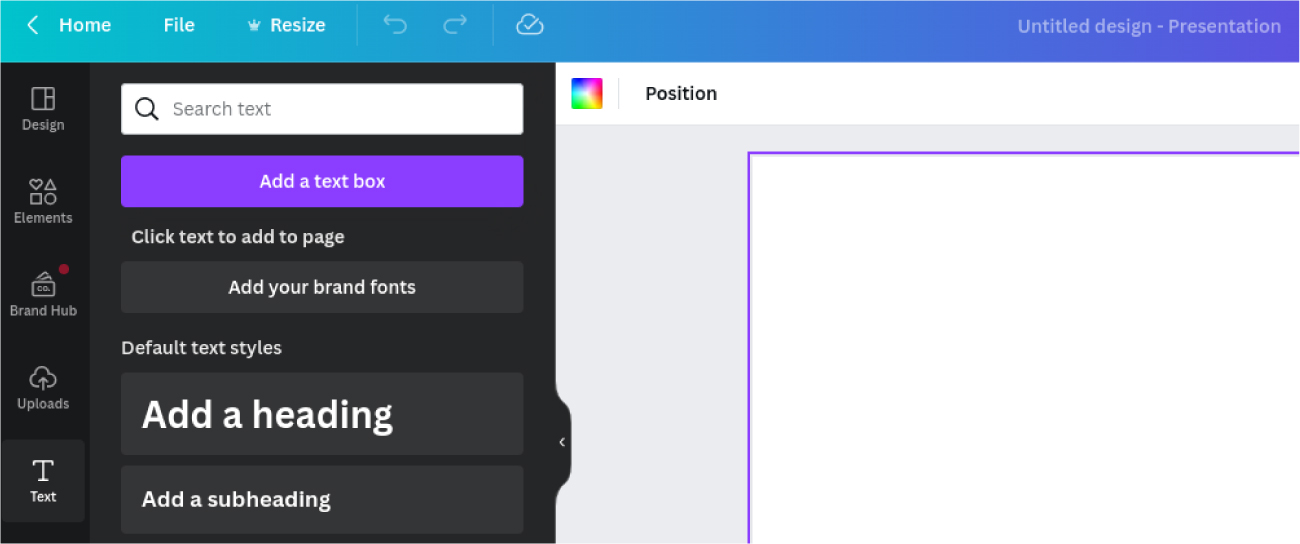 Home File Resize Untitled design - Presentation
Design
Elements
CO.
Brand Hub
Uploads
Text
Search text
Add a text box
Click text to add to page
Add your brand fonts
Default text styles
Add a heading
Add a subheading
Position